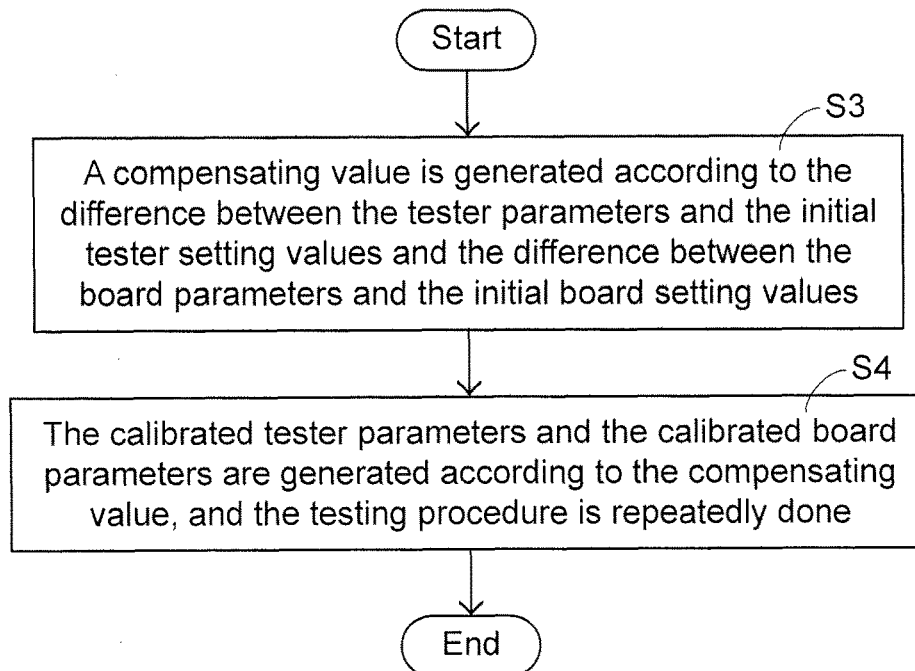 Start
S3
A compensating value is generated according to the
difference between the tester parameters and the initial
tester setting values and the difference between the
board parameters and the initial board setting values
S4
The calibrated tester parameters and the calibrated board
parameters are generated according to the compensating
value, and the testing procedure is repeatedly done
End